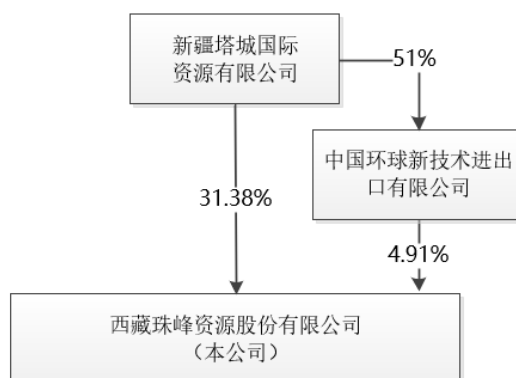 新疆塔城国际
资源有限公司
51%
中国环球新技术进出
口有限公司
31.38%
4.91%
西藏珠峰资源股份有限公司
（本公司）